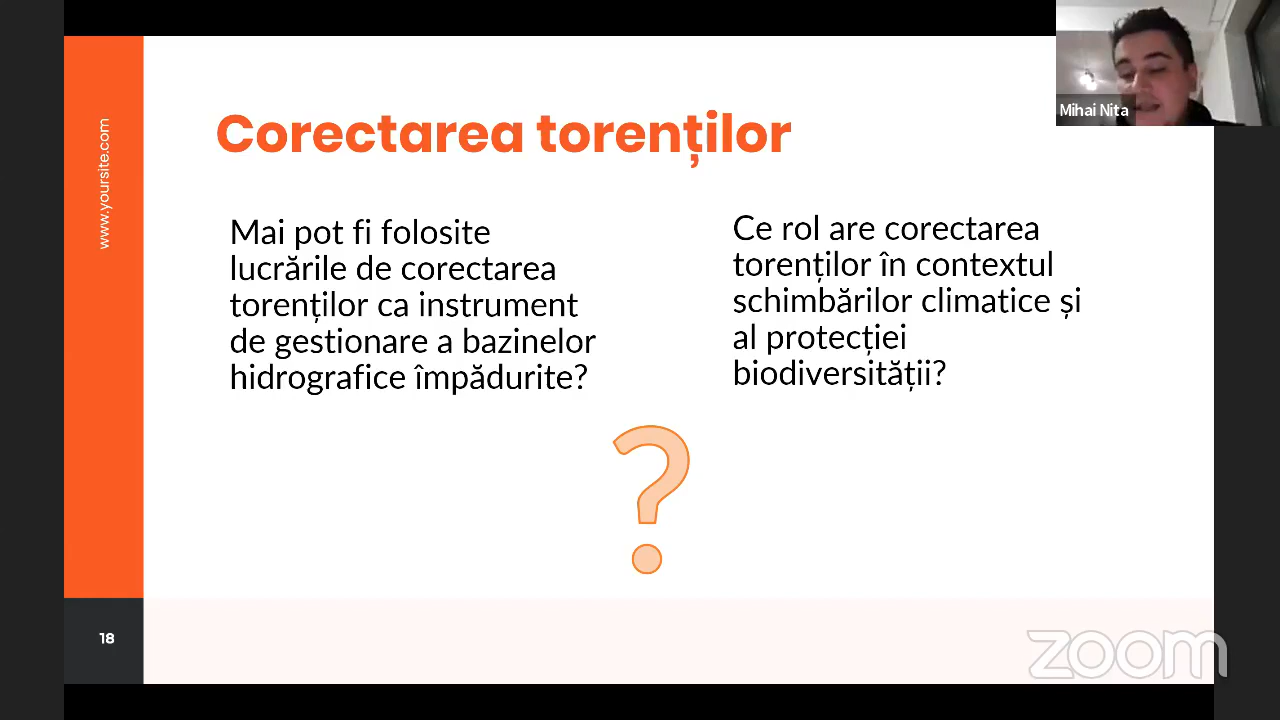 Mihai Nita
www.yoursite.com
Corectarea torenților
Mai pot fi folosite
lucrările de corectarea
torenților ca instrument
de gestionare a bazinelor
hidrografice împădurite?
Ce rol are corectarea
torenților în contextul
schimbărilor climatice și
al protecției
biodiversității?
?
18
zoom